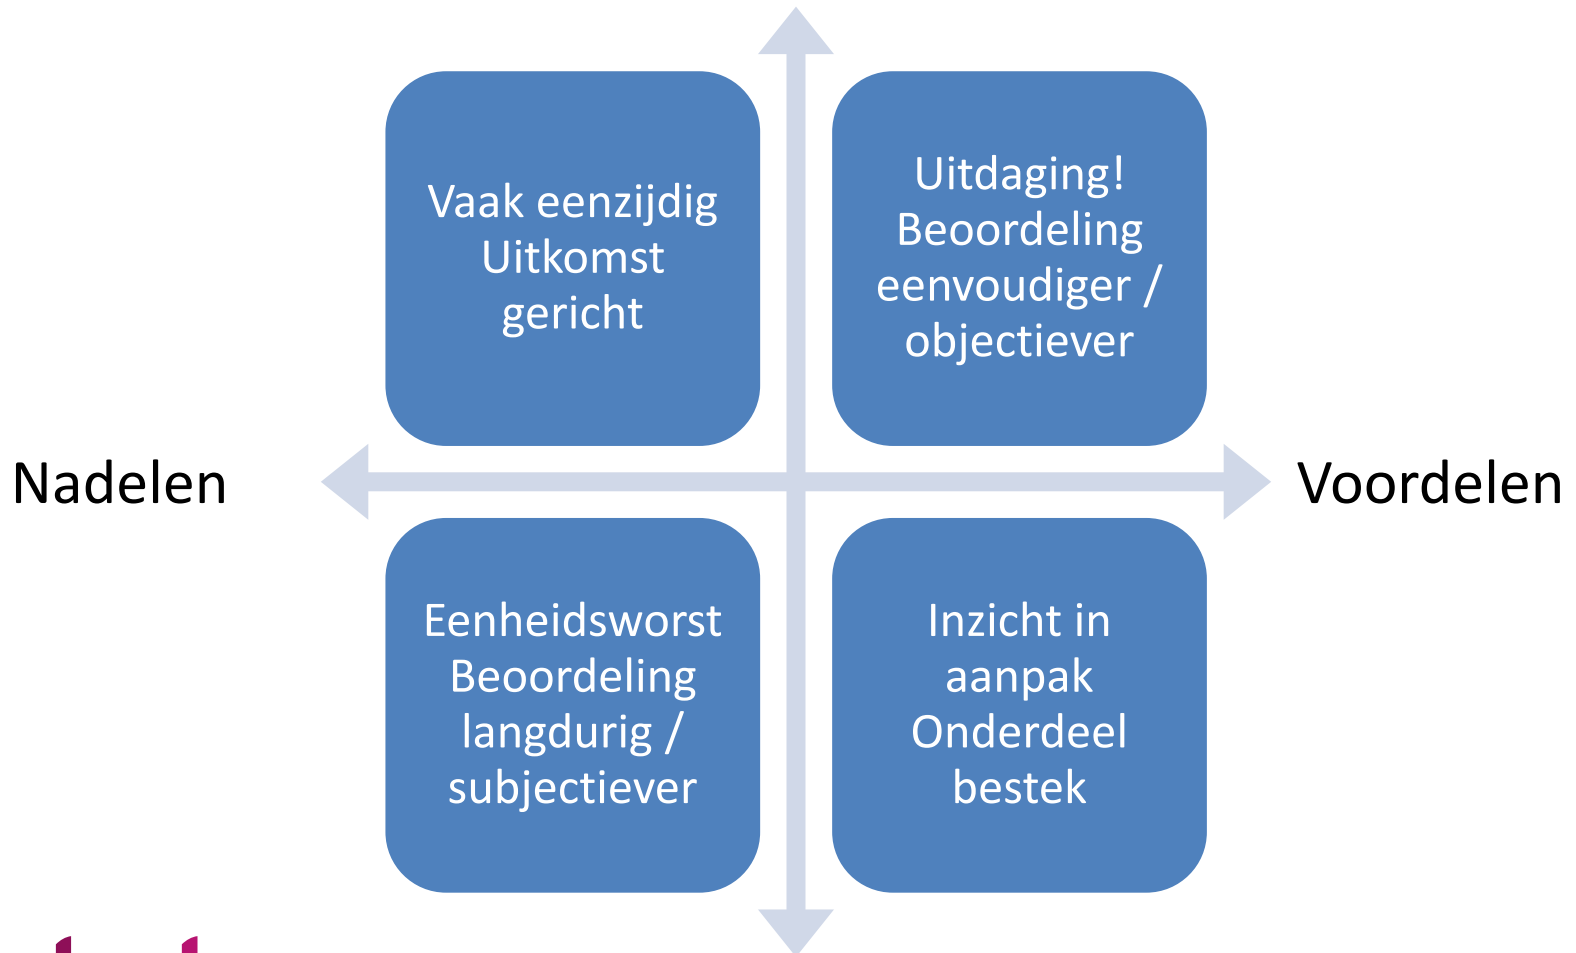 Vaak eenzijdig
Uitkomst
gericht
Uitdaging!
Beoordeling
eenvoudiger /
objectiever
Nadelen
Voordelen
Eenheidsworst
Beoordeling
langdurig /
subjectiever
Inzicht in
aanpak
Onderdeel
bestek